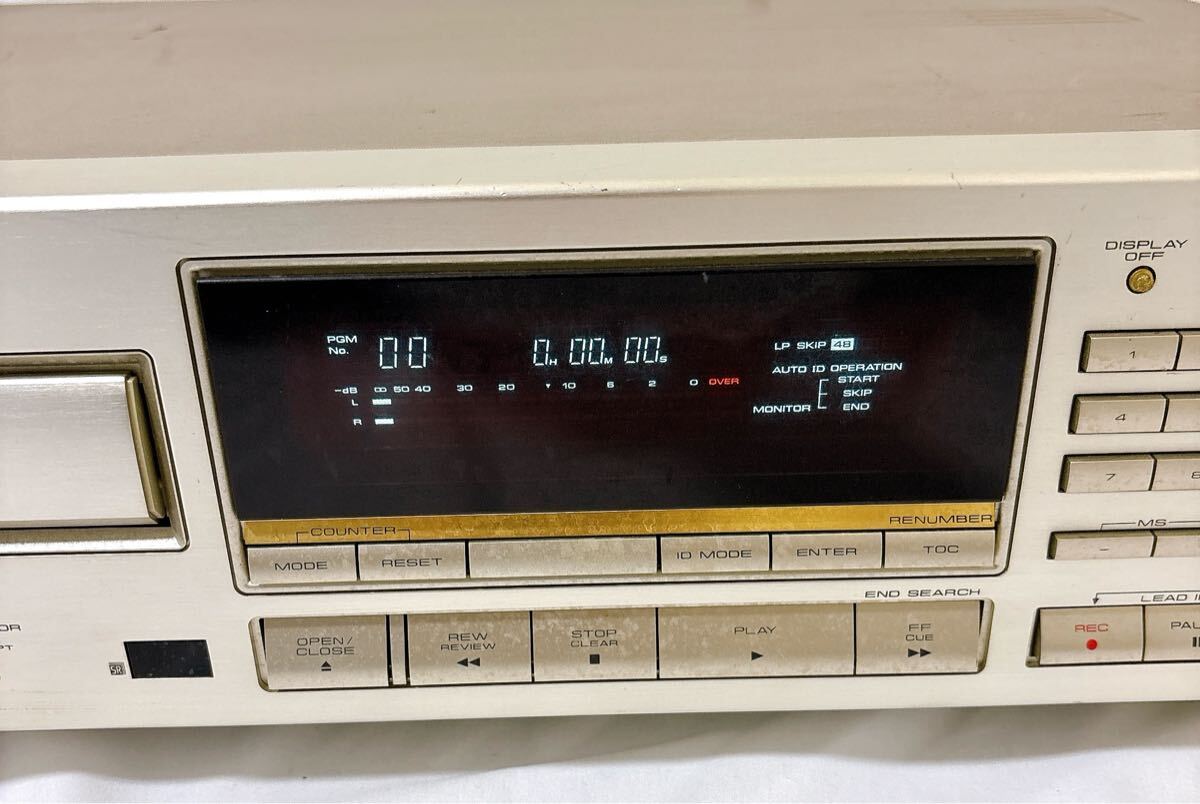 DISPLAY
OFF
PGM
No.
00
0H 00M 00S
LP SKIP 48
AUTO ID OPERATION
START
SKIP
MONITOR
END
-dB ∞ 50 40 30 20 ▼ 10 6 2 0 OVER
L
R
1
4
7
COUNTER
RENUMBER
MODE
RESET
ID MODE
ENTER
TOC
MS
−
END SEARCH
LEAD
OPEN/
CLOSE
⏏
REW
REVIEW
◀◀
STOP
CLEAR
■
PLAY
▶
FF
CUE
▶▶
REC
●
SR